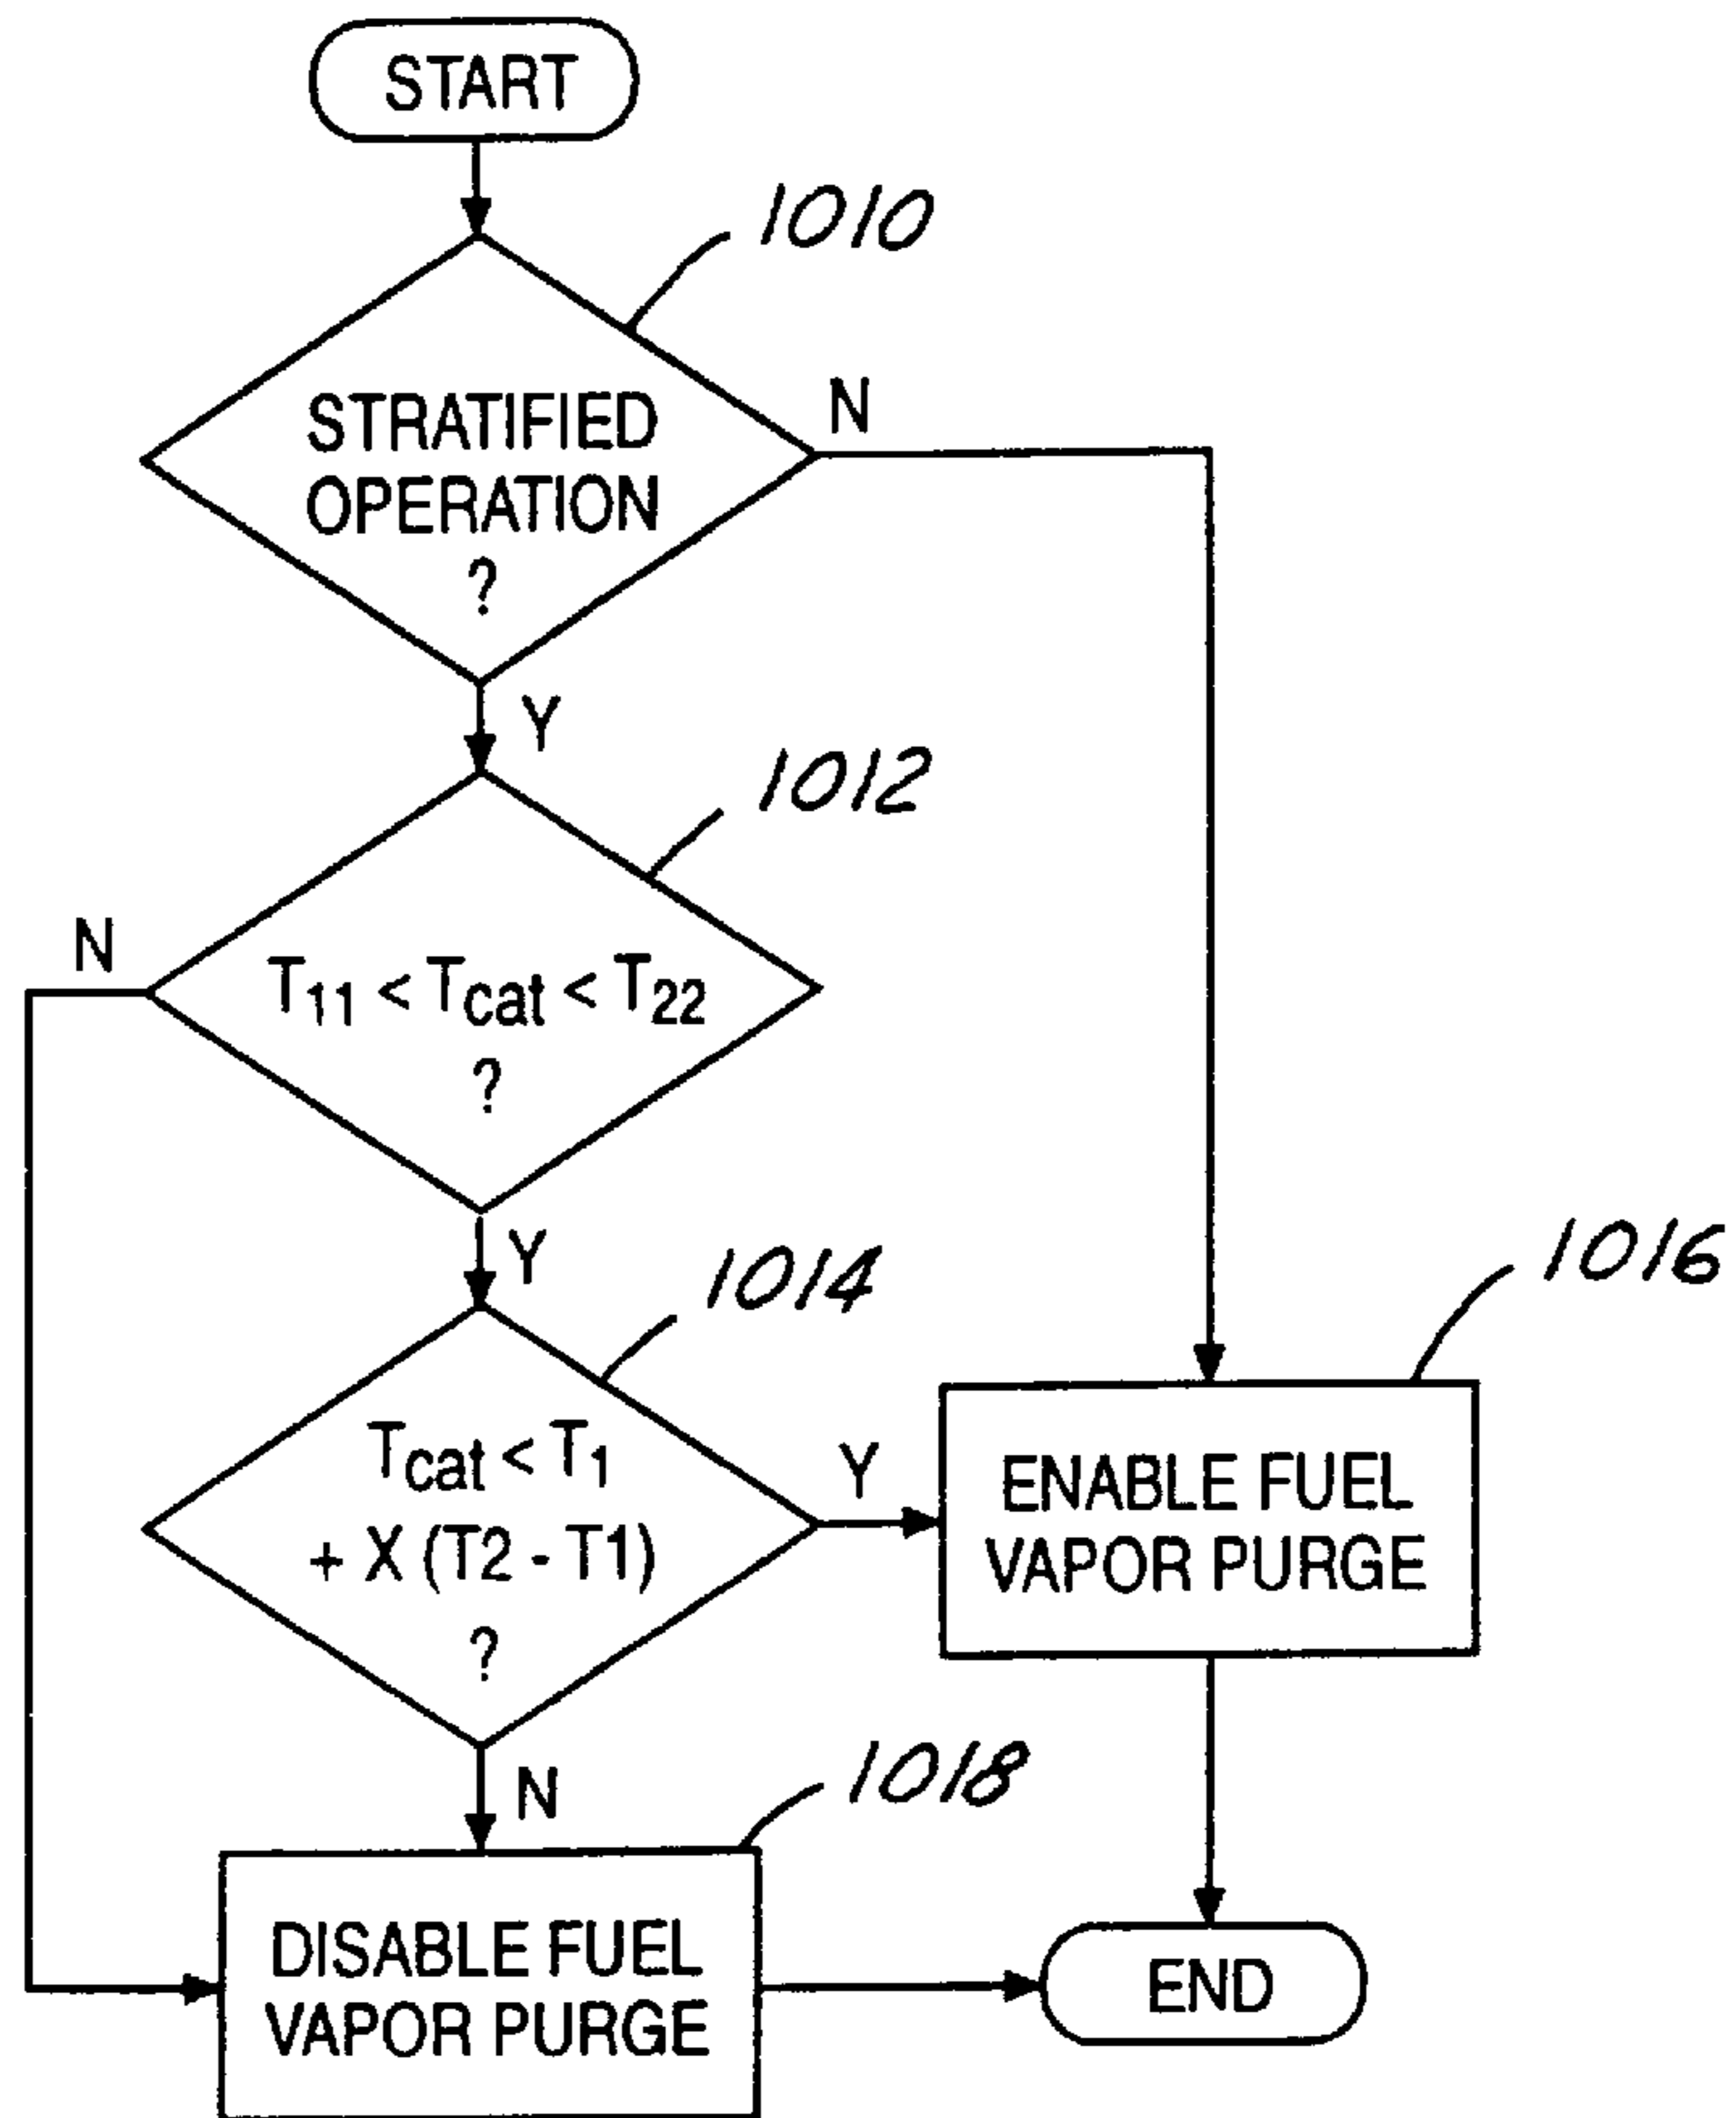 START
1010
STRATIFIED
OPERATION
?
N
Y
1012
N
T11 < Tcat < T22
?
Y
1014
1016
Tcat < T1
+ X (T2 - T1)
?
Y
ENABLE FUEL
VAPOR PURGE
N
1018
DISABLE FUEL
VAPOR PURGE
END